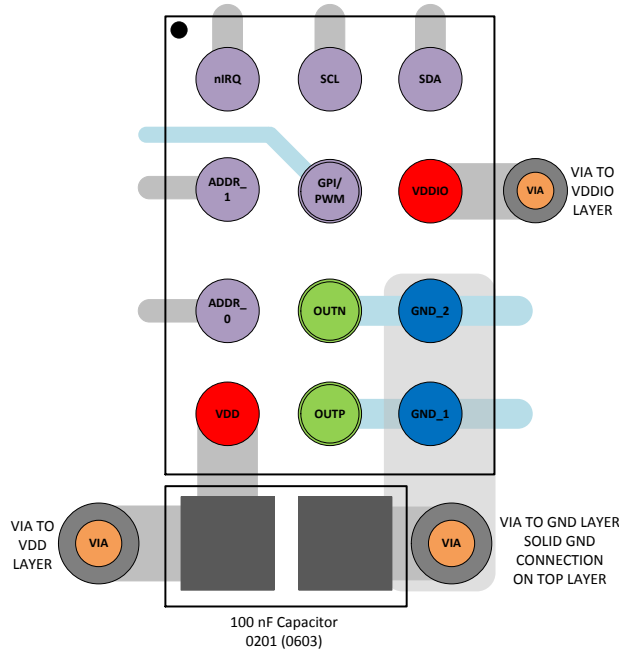 nIRQ
SCL
SDA
ADDR_
1
GPI/
PWM
VDDIO
VIA
VIA TO
VDDIO
LAYER
ADDR_
0
OUTN
GND_2
VDD
OUTP
GND_1
VIA TO
VDD
LAYER
VIA
VIA
VIA TO GND LAYER
SOLID GND
CONNECTION
ON TOP LAYER
100 nF Capacitor
0201 (0603)